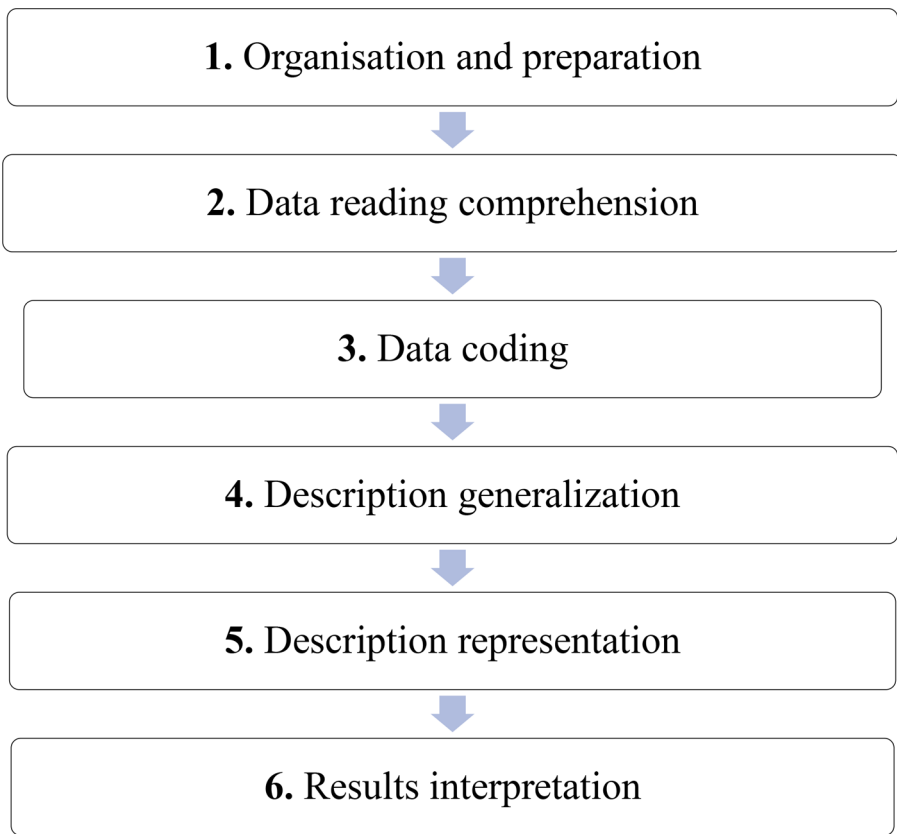 1. Organisation and preparation
2. Data reading comprehension
3. Data coding
4. Description generalization
5. Description representation
6. Results interpretation